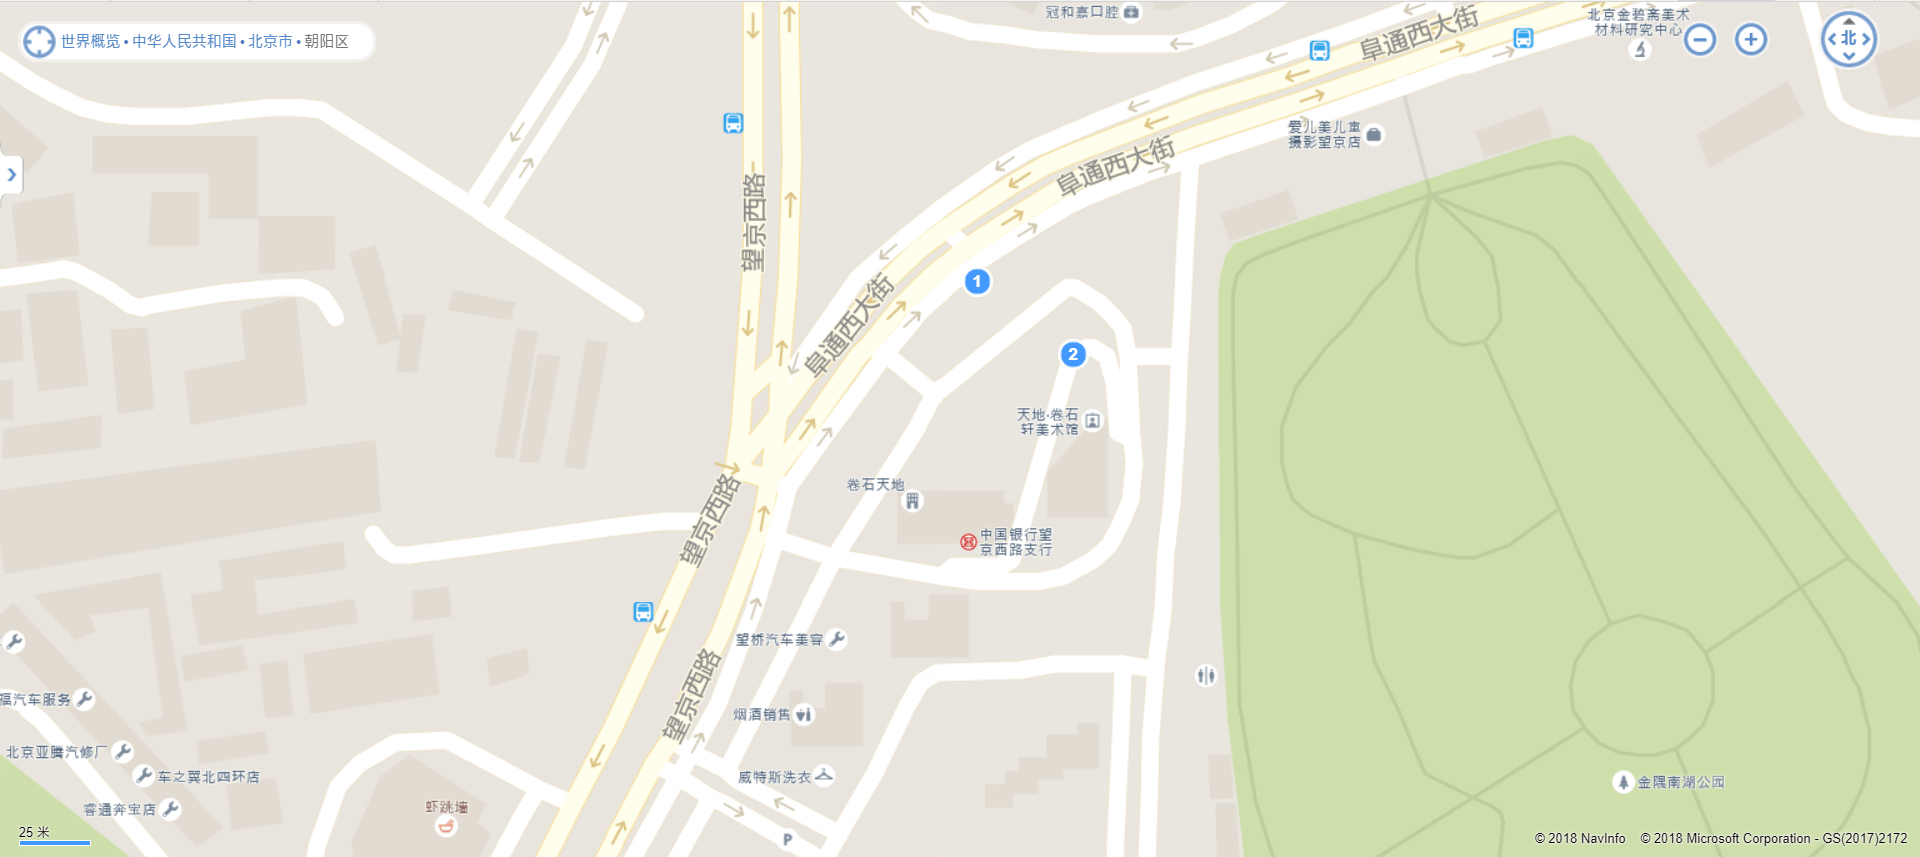 世界概览 • 中华人民共和国 • 北京市 • 朝阳区
冠和嘉口腔
阜通西大街
北京金碧斋美术
材料研究中心
北
爱儿美儿童
摄影望京店
阜通西大街
望京西路
1
阜通西大街
2
天地·卷石
轩美术馆
卷石天地
望京西路
中国银行望
京西路支行
望桥汽车美容
望京西路
福汽车服务
烟酒销售
北京亚腾汽修厂
车之翼北四环店
威特斯洗衣
睿通奔宝店
虾跳墙
金隅南湖公园
P
25 米
© 2018 NavInfo © 2018 Microsoft Corporation - GS(2017)2172